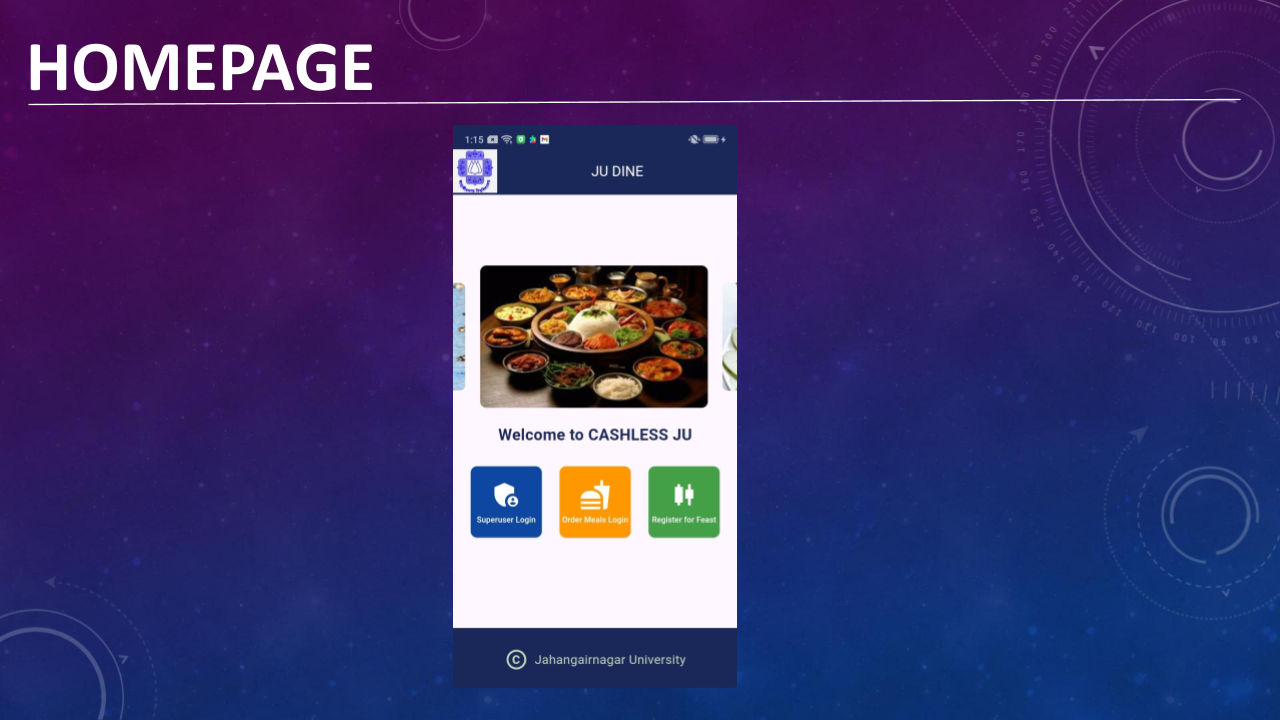 HOMEPAGE
1:15
JU DINE
Welcome to CASHLESS JU
Superuser Login
Order Meals Login
Register for Feast
© Jahangairnagar University